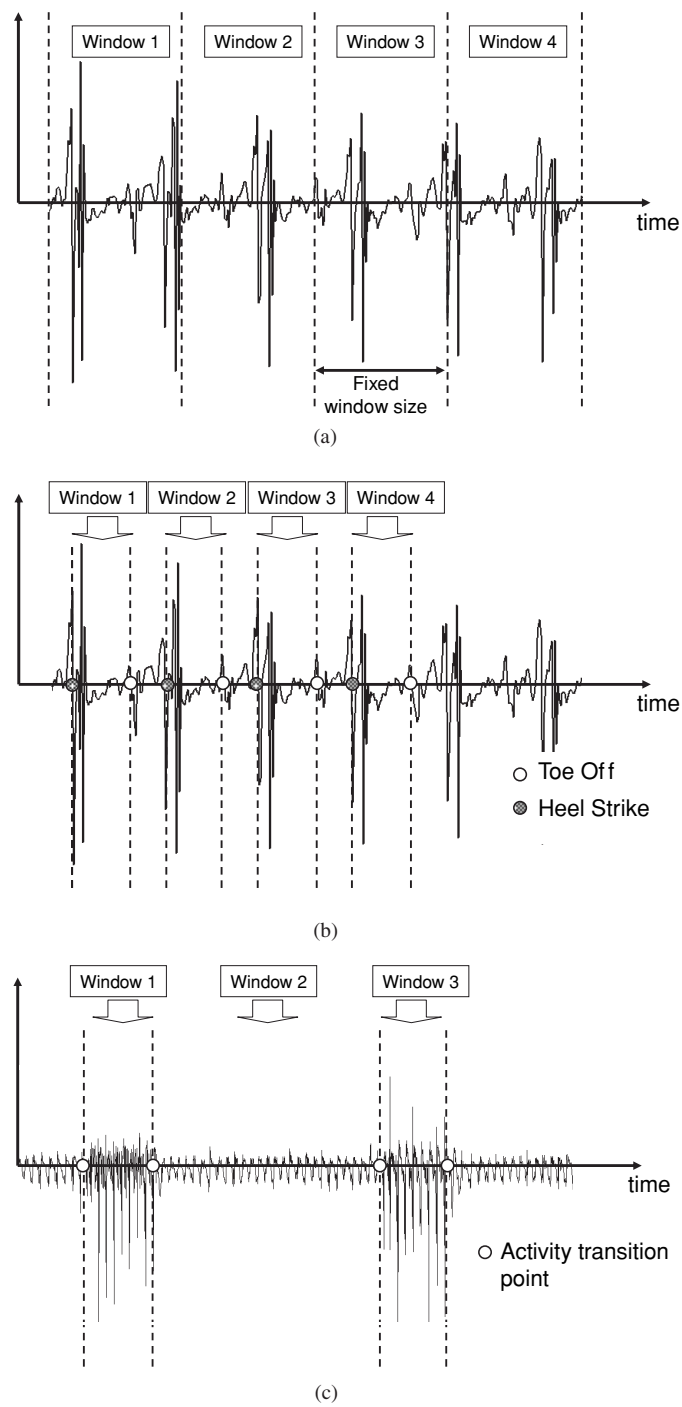 Window 1 Window 2 Window 3 Window 4
time
Fixed
window size
(a)
Window 1 Window 2 Window 3 Window 4
time
Toe Off
Heel Strike
(b)
Window 1 Window 2 Window 3
time
Activity transition
point
(c)